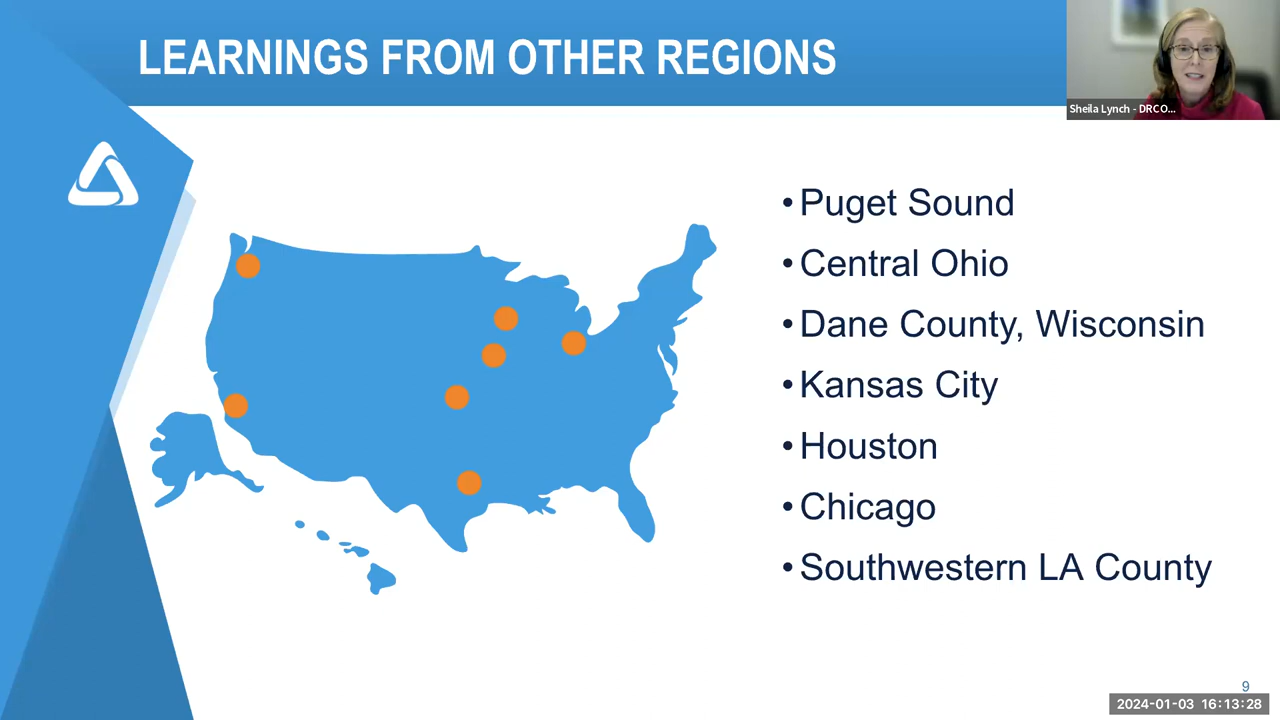 LEARNINGS FROM OTHER REGIONS
Sheila Lynch - DRCO...
•Puget Sound
•Central Ohio
•Dane County, Wisconsin
•Kansas City
•Houston
•Chicago
•Southwestern LA County
9
2024-01-03 16:13:28